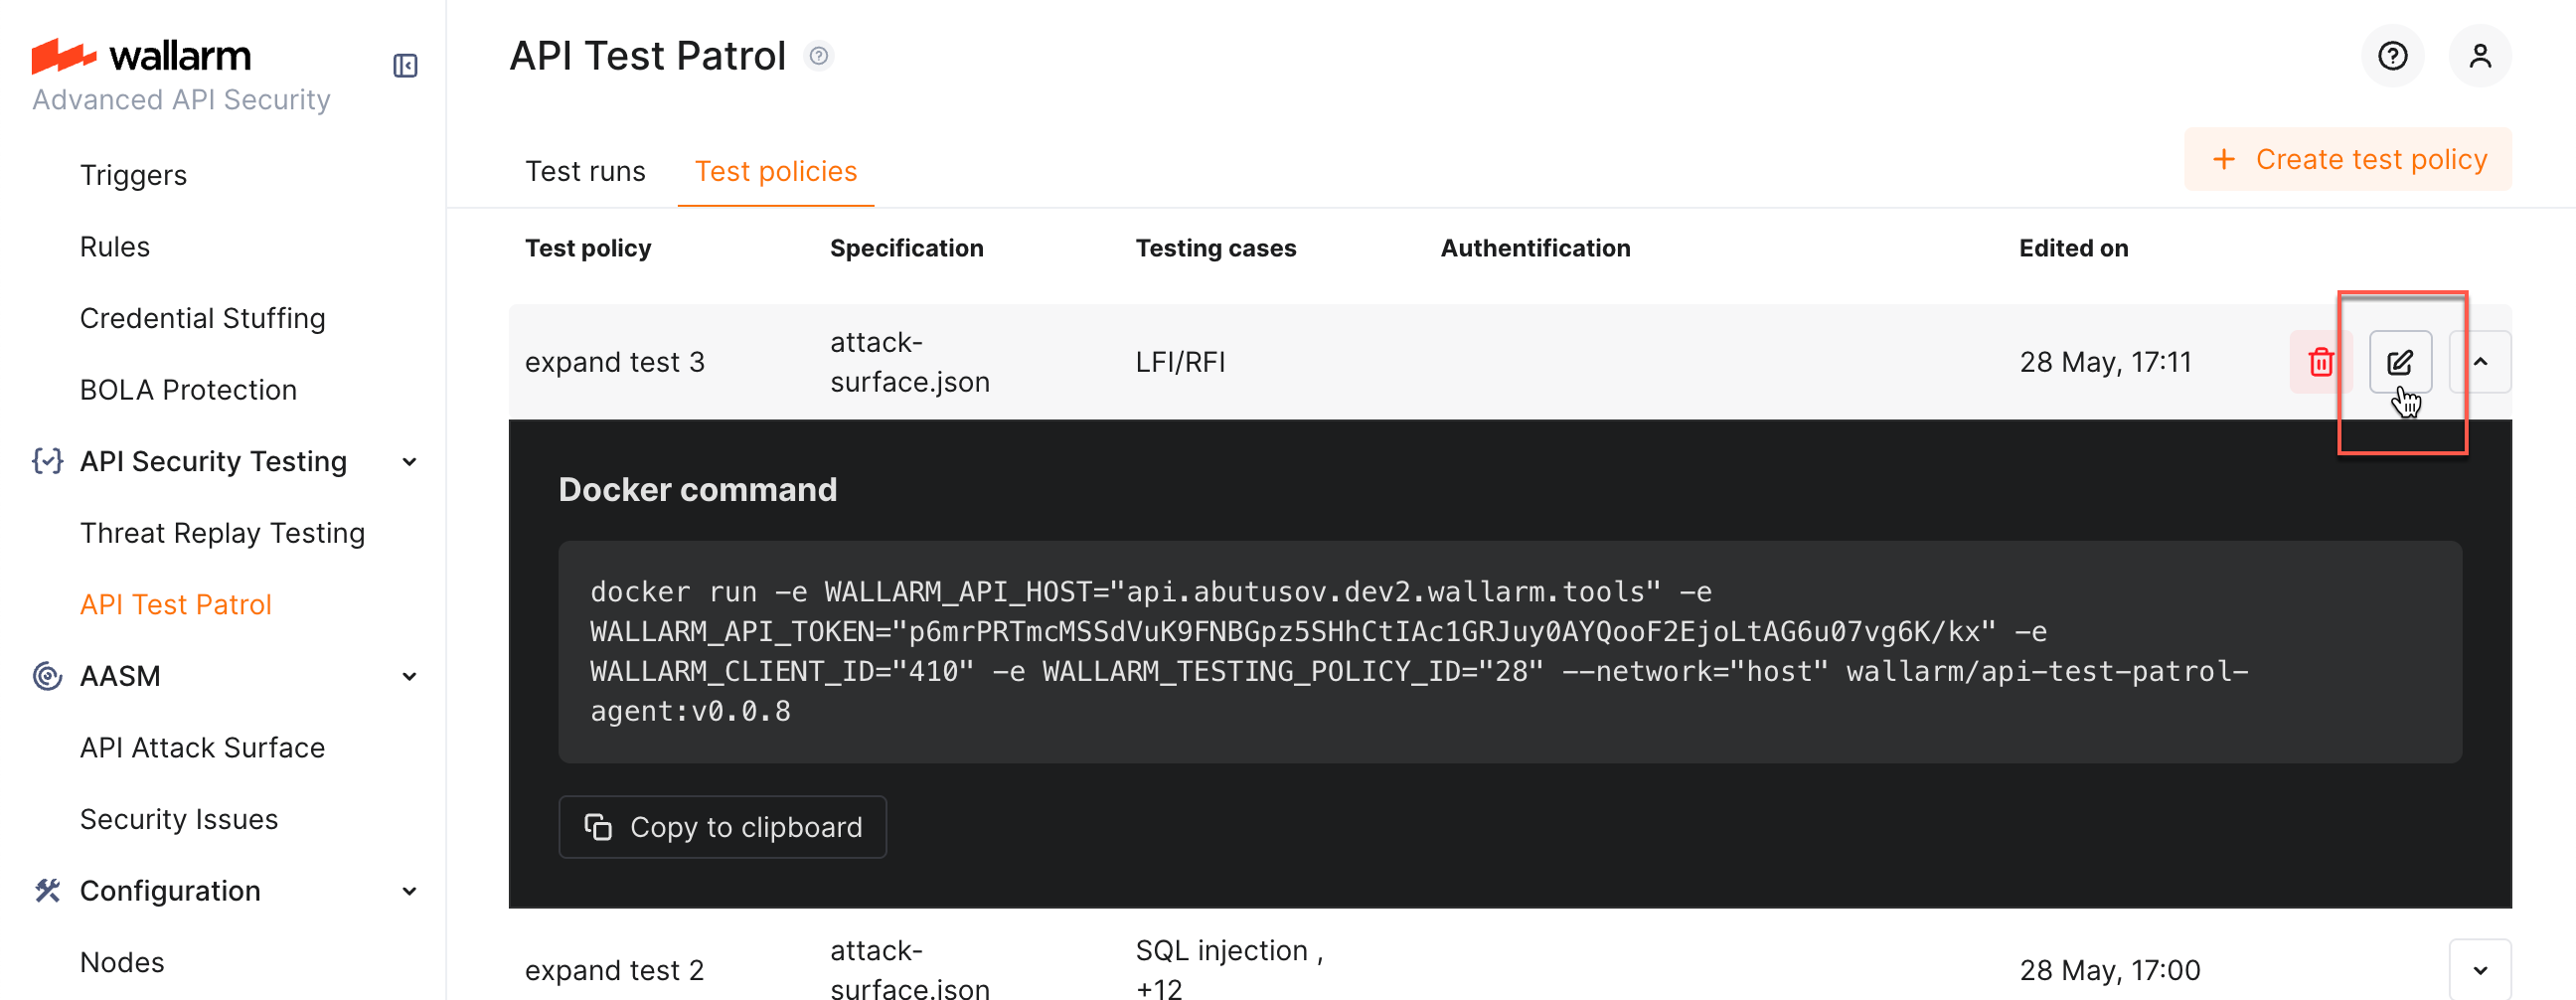 wallarm
Advanced API Security
Triggers
Rules
Credential Stuffing
BOLA Protection
API Security Testing
Threat Replay Testing
API Test Patrol
AASM
API Attack Surface
Security Issues
Configuration
Nodes
API Test Patrol
Test runs
Test policies
Create test policy
Test policy
Specification
Testing cases
Authentification
Edited on
expand test 3
attack-
surface.json
LFI/RFI
28 May, 17:11
Docker command
docker run -e WALLARM_API_HOST="api.abutusov.dev2.wallarm.tools" -e
WALLARM_API_TOKEN="p6mrPRTmcMSSdVuK9FNBGpz5SHhCtIAc1GRJuy0AYQooF2EjoLtAG6u07vg6K/kx" -e
WALLARM_CLIENT_ID="410" -e WALLARM_TESTING_POLICY_ID="28" --network="host" wallarm/api-test-patrol-
agent:v0.0.8
Copy to clipboard
expand test 2
attack-
surface.json
SQL injection ,
+12
28 May, 17:00